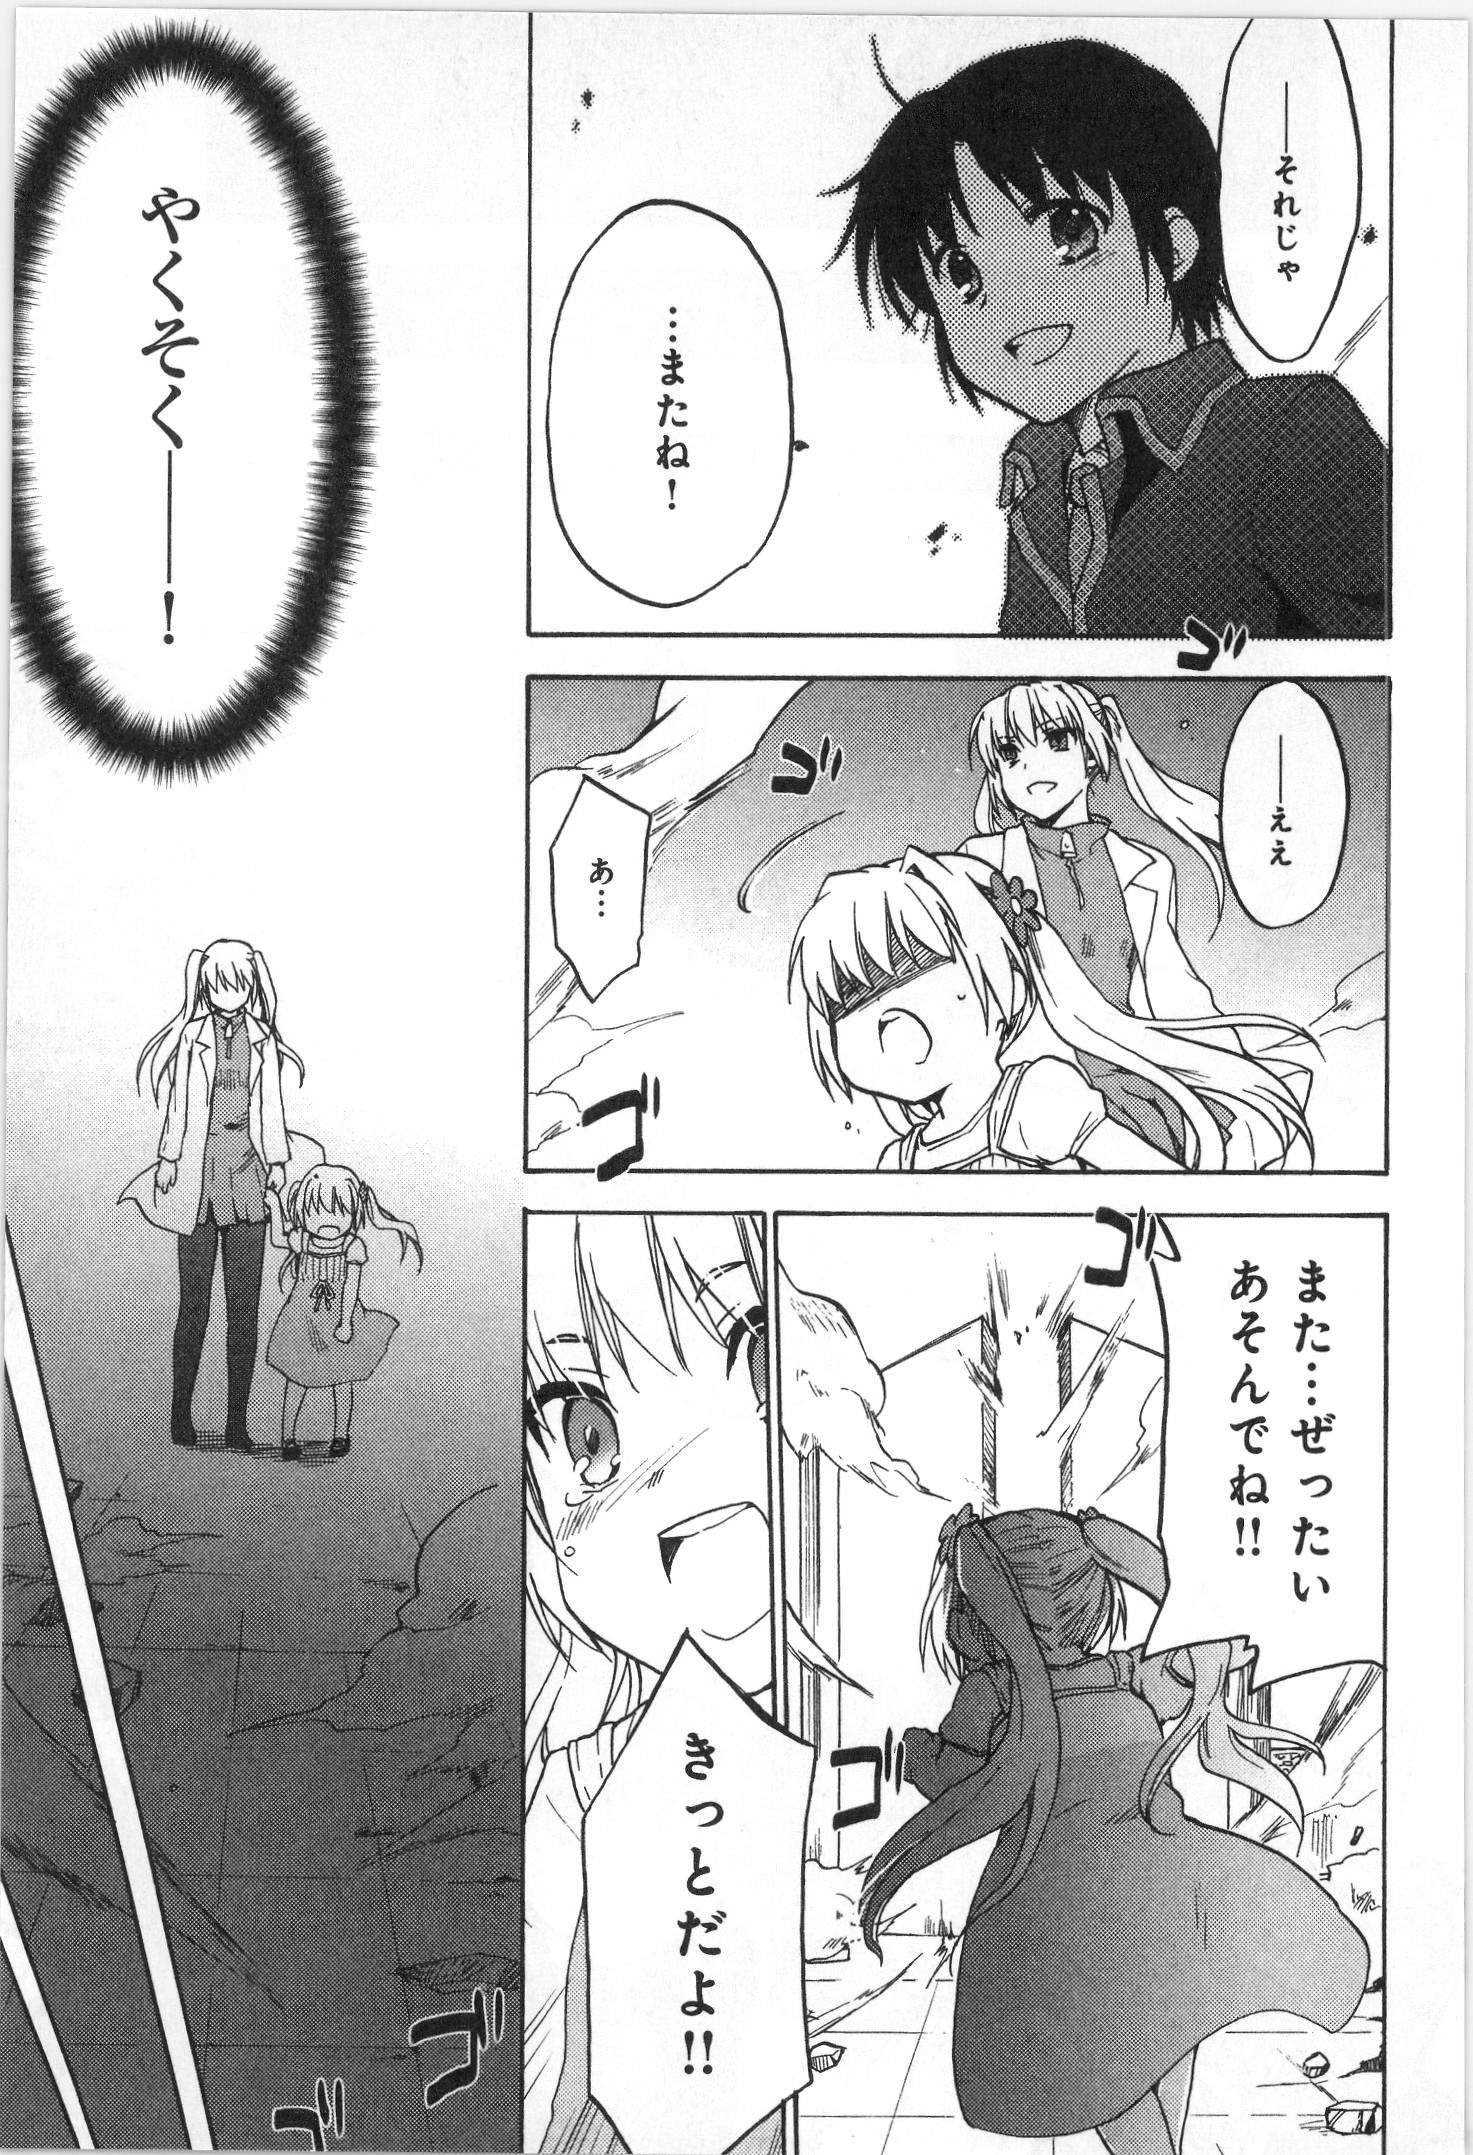 ――それじゃ
…またね！
ゴ
――ええ
ゴ
あ…
ゴ
ゴ
また…ぜったい
あそんでね!!
ゴ
きっとだよ!!
やくそく――！
ゴ
ゴ